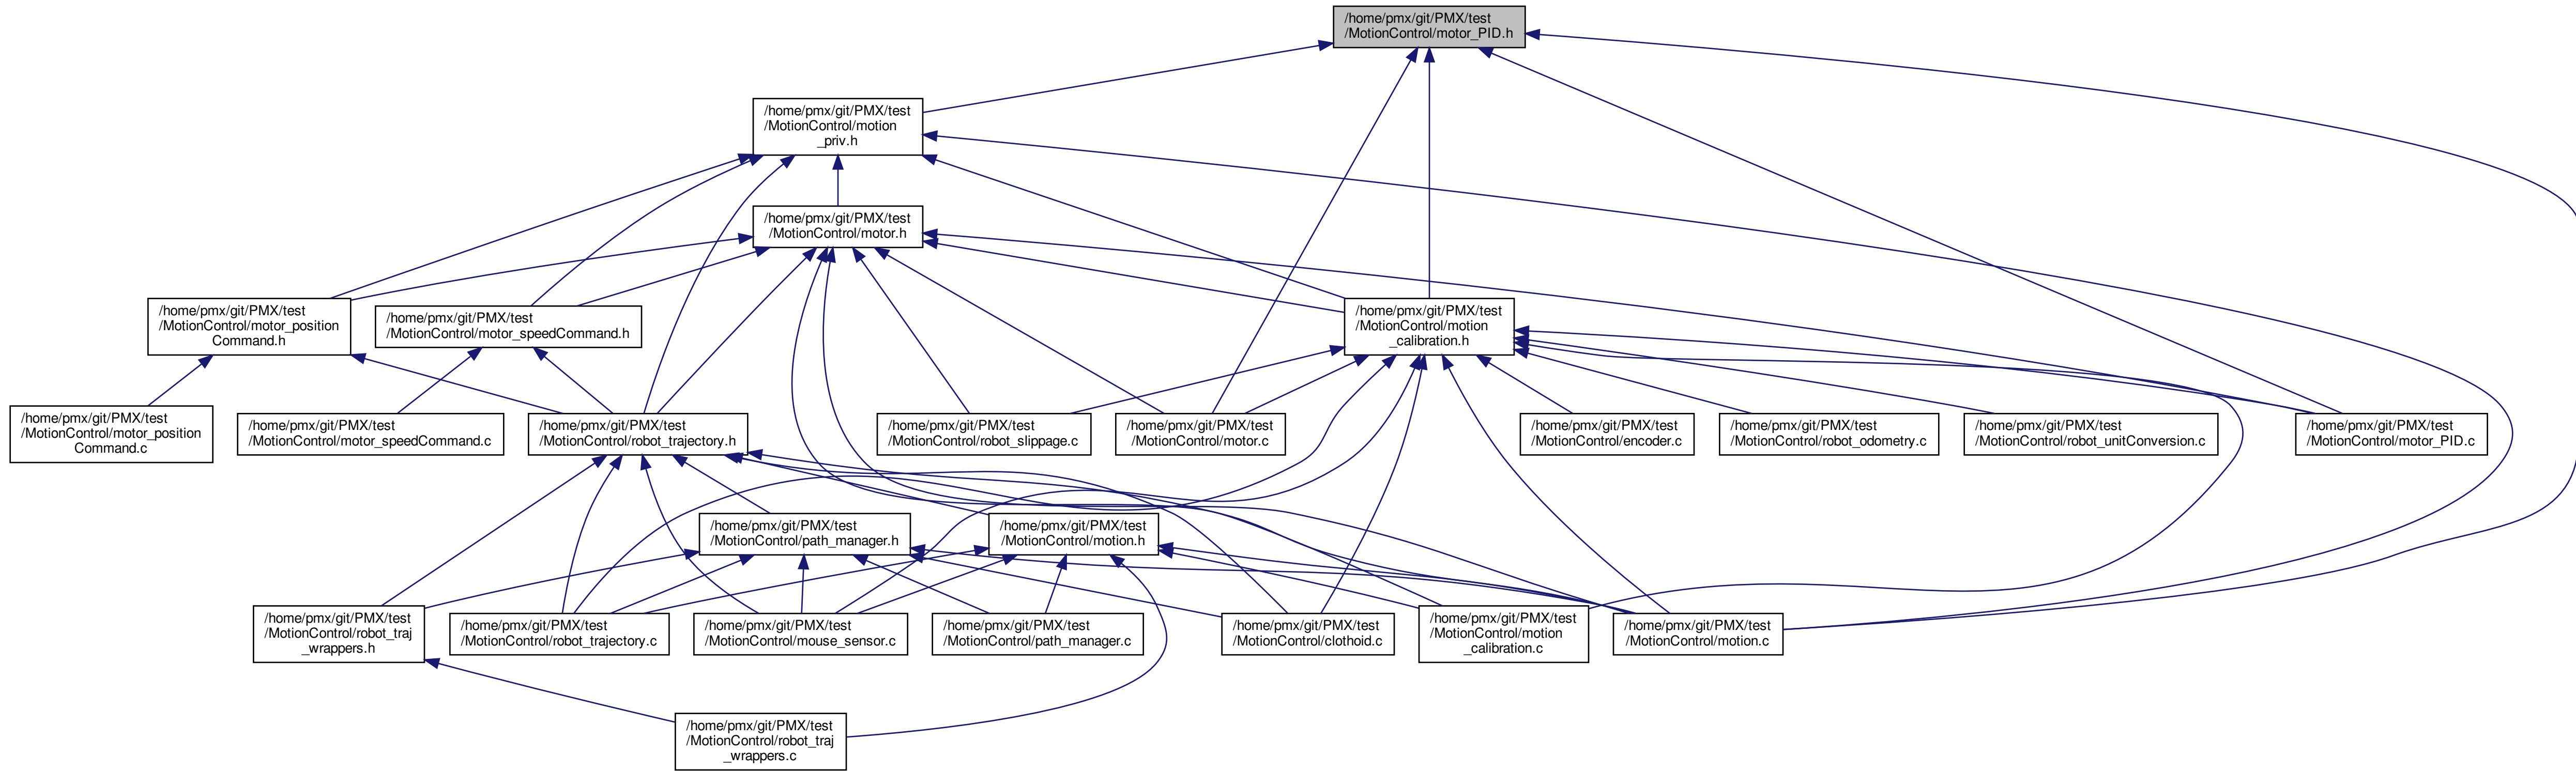 /home/pmx/git/PMX/test
/MotionControl/motor_PID.h
/home/pmx/git/PMX/test
/MotionControl/motion
_priv.h
/home/pmx/git/PMX/test
/MotionControl/motor.h
/home/pmx/git/PMX/test
/MotionControl/motor_position
Command.h
/home/pmx/git/PMX/test
/MotionControl/motor_speedCommand.h
/home/pmx/git/PMX/test
/MotionControl/motion
_calibration.h
/home/pmx/git/PMX/test
/MotionControl/motor_position
Command.c
/home/pmx/git/PMX/test
/MotionControl/motor_speedCommand.c
/home/pmx/git/PMX/test
/MotionControl/robot_trajectory.h
/home/pmx/git/PMX/test
/MotionControl/robot_slippage.c
/home/pmx/git/PMX/test
/MotionControl/motor.c
/home/pmx/git/PMX/test
/MotionControl/encoder.c
/home/pmx/git/PMX/test
/MotionControl/robot_odometry.c
/home/pmx/git/PMX/test
/MotionControl/robot_unitConversion.c
/home/pmx/git/PMX/test
/MotionControl/motor_PID.c
/home/pmx/git/PMX/test
/MotionControl/path_manager.h
/home/pmx/git/PMX/test
/MotionControl/motion.h
/home/pmx/git/PMX/test
/MotionControl/robot_traj
_wrappers.h
/home/pmx/git/PMX/test
/MotionControl/robot_trajectory.c
/home/pmx/git/PMX/test
/MotionControl/mouse_sensor.c
/home/pmx/git/PMX/test
/MotionControl/path_manager.c
/home/pmx/git/PMX/test
/MotionControl/clothoid.c
/home/pmx/git/PMX/test
/MotionControl/motion
_calibration.c
/home/pmx/git/PMX/test
/MotionControl/motion.c
/home/pmx/git/PMX/test
/MotionControl/robot_traj
_wrappers.c